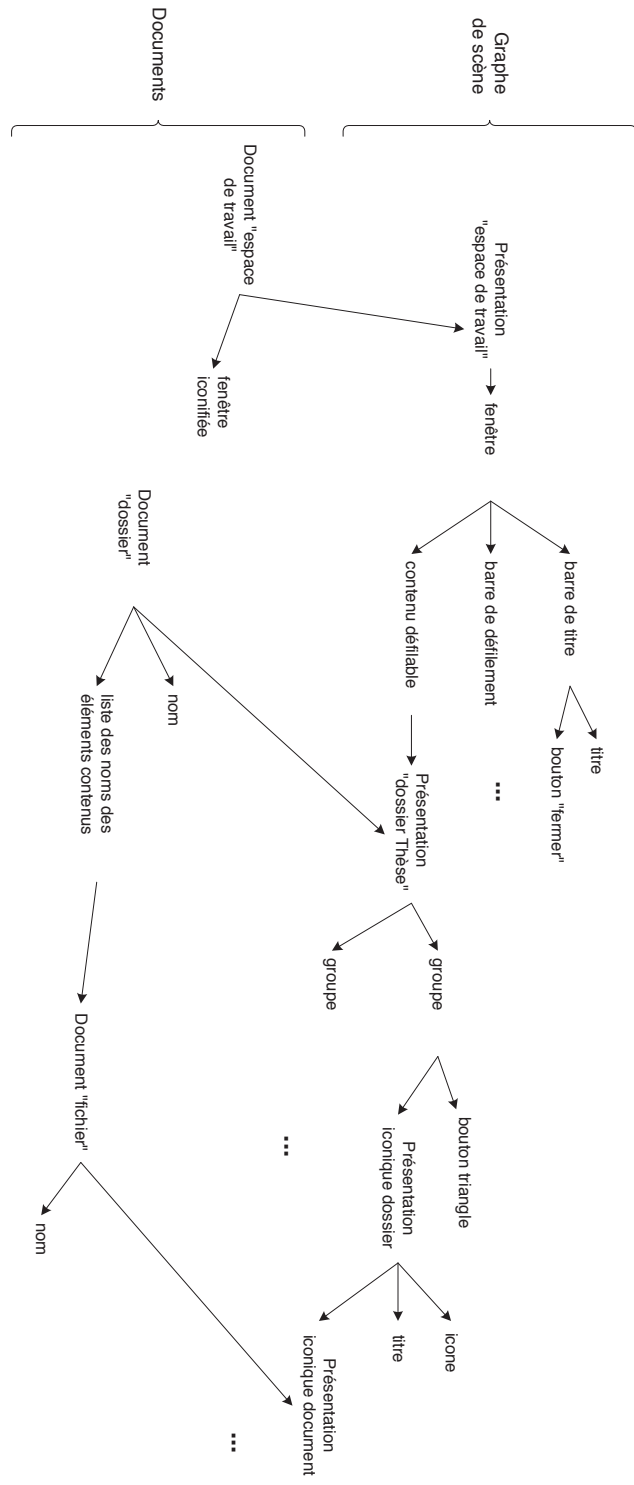 Graphe
de scène
Documents
Présentation
"espace de travail"
fenêtre
barre de titre
titre
bouton "fermer"
barre de défilement
...
contenu défilable
Présentation
"dossier Thèse"
groupe
groupe
bouton triangle
Présentation
iconique dossier
icone
titre
Présentation
iconique document
...
...
Document "espace
de travail"
fenêtre
iconifiée
Document
"dossier"
nom
liste des noms des
éléments contenus
Document "fichier"
nom